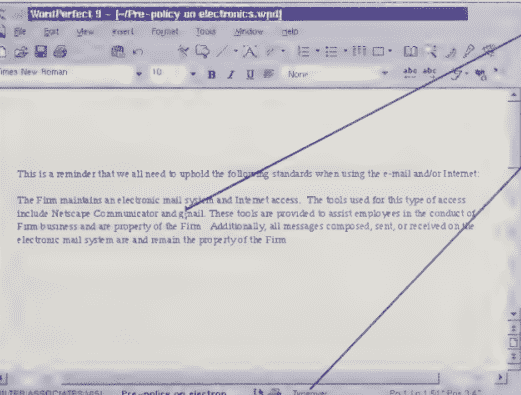 WordPerfect 9 - [~/Pre-policy on electronics.wpd]
File Edit View Insert Format Tools Window Help
Times New Roman 10 B I U None abc abc
This is a reminder that we all need to uphold the following standards when using the e-mail and/or Internet:
The Firm maintains an electronic mail system and Internet access. The tools used for this type of access
include Netscape Communicator and gmail. These tools are provided to assist employees in the conduct of
Firm business and are property of the Firm Additionally, all messages composed, sent, or received on the
electronic mail system are and remain the property of the Firm
Pre-police on electron Typeover